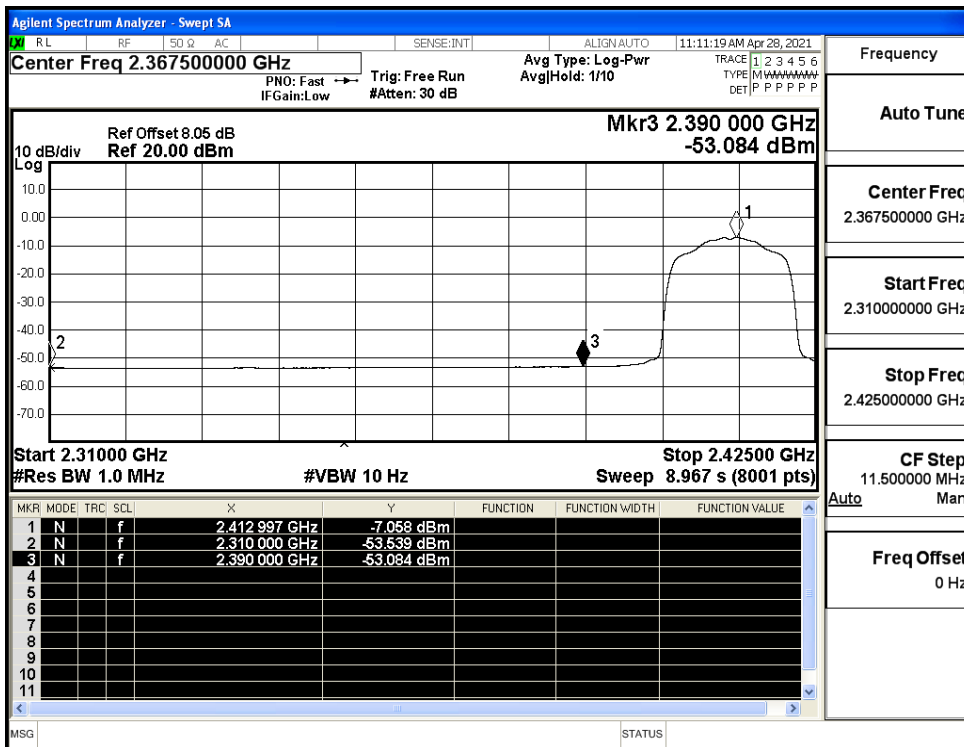 Agilent Spectrum Analyzer - Swept SA
LXI RL RF 50 Ω AC SENSE:INT ALIGNAUTO 11:11:19 AM Apr 28, 2021
Center Freq 2.367500000 GHz
PNO: Fast
IFGain:Low
Trig: Free Run
#Atten: 30 dB
Avg Type: Log-Pwr
Avg|Hold: 1/10
TRACE 1 2 3 4 5 6
TYPE M W W W W W
DET P P P P P P
Ref Offset 8.05 dB
10 dB/div Ref 20.00 dBm
Log
Mkr3 2.390 000 GHz
-53.084 dBm
10.0
0.00
-10.0
-20.0
-30.0
-40.0
-50.0
-60.0
-70.0
1
2
3
Start 2.31000 GHz Stop 2.42500 GHz
#Res BW 1.0 MHz #VBW 10 Hz Sweep 8.967 s (8001 pts)
MKR MODE TRC SCL X Y FUNCTION FUNCTION WIDTH FUNCTION VALUE
1 N f 2.412 997 GHz -7.058 dBm
2 N f 2.310 000 GHz -53.539 dBm
3 N f 2.390 000 GHz -53.084 dBm
4
5
6
7
8
9
10
11
MSG STATUS
Frequency
Auto Tune
Center Freq
2.367500000 GHz
Start Freq
2.310000000 GHz
Stop Freq
2.425000000 GHz
CF Step
11.500000 MHz
Auto Man
Freq Offset
0 Hz